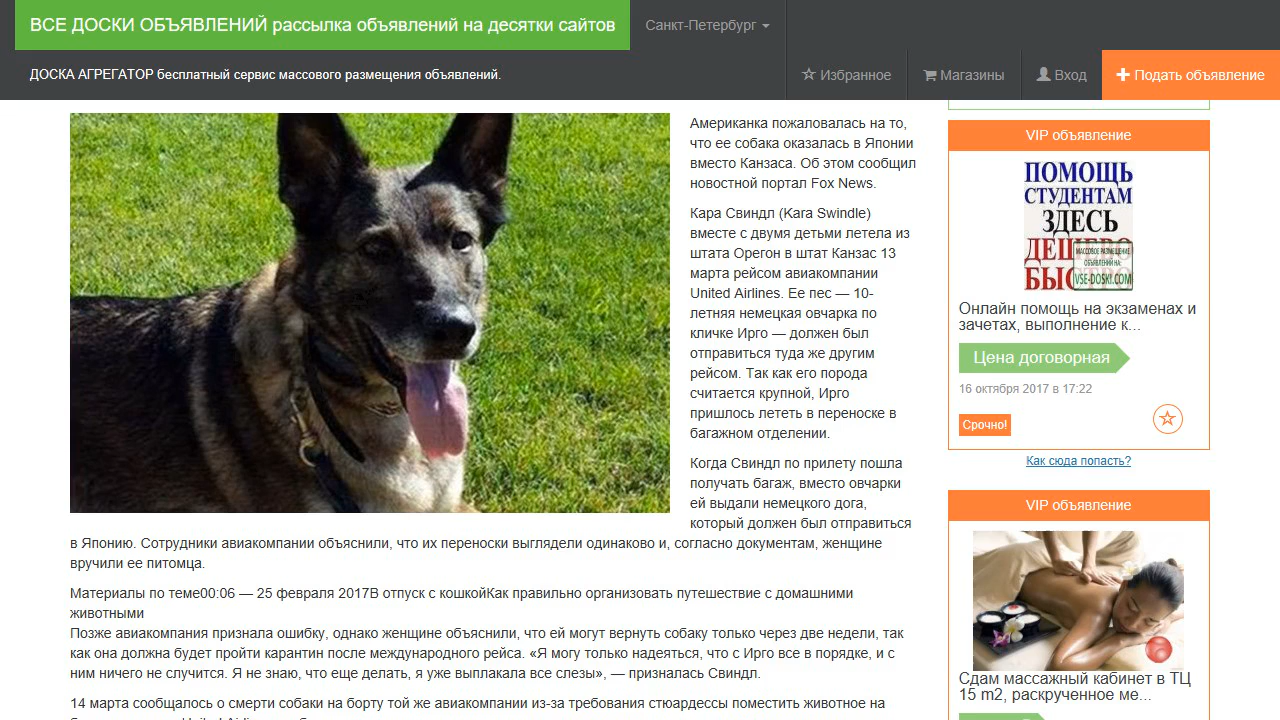 ВСЕ ДОСКИ ОБЪЯВЛЕНИЙ рассылка объявлений на десятки сайтов
Санкт-Петербург
ДОСКА АГРЕГАТОР бесплатный сервис массового размещения объявлений.
Избранное
Магазины
Вход
Подать объявление
Американка пожаловалась на то,
что ее собака оказалась в Японии
вместо Канзаса. Об этом сообщил
новостной портал Fox News.
Кара Свиндл (Kara Swindle)
вместе с двумя детьми летела из
штата Орегон в штат Канзас 13
марта рейсом авиакомпании
United Airlines. Ее пес — 10-
летняя немецкая овчарка по
кличке Ирго — должен был
отправиться туда же другим
рейсом. Так как его порода
считается крупной, Ирго
пришлось лететь в переноске в
багажном отделении.
Когда Свиндл по прилету пошла
получать багаж, вместо овчарки
ей выдали немецкого дога,
который должен был отправиться
в Японию. Сотрудники авиакомпании объяснили, что их переноски выглядели одинаково и, согласно документам, женщине
вручили ее питомца.
Материалы по теме00:06 — 25 февраля 2017В отпуск с кошкойКак правильно организовать путешествие с домашними
животными
Позже авиакомпания признала ошибку, однако женщине объяснили, что ей могут вернуть собаку только через две недели, так
как она должна будет пройти карантин после международного рейса. «Я могу только надеяться, что с Ирго все в порядке, и с
ним ничего не случится. Я не знаю, что еще делать, я уже выплакала все слезы», — призналась Свиндл.
14 марта сообщалось о смерти собаки на борту той же авиакомпании из-за требования стюардессы поместить животное на
VIP объявление
ПОМОЩЬ
СТУДЕНТАМ
ЗДЕСЬ
ДЕШЕВО
БЫСТРО
МАССОВОЕ РАЗМЕЩЕНИЕ
ОБЪЯВЛЕНИЙ НА:
VSE-DOSKI.COM
Онлайн помощь на экзаменах и
зачетах, выполнение к...
Цена договорная
16 октября 2017 в 17:22
Срочно!
Как сюда попасть?
VIP объявление
Сдам массажный кабинет в ТЦ
15 m2, раскрученное ме...